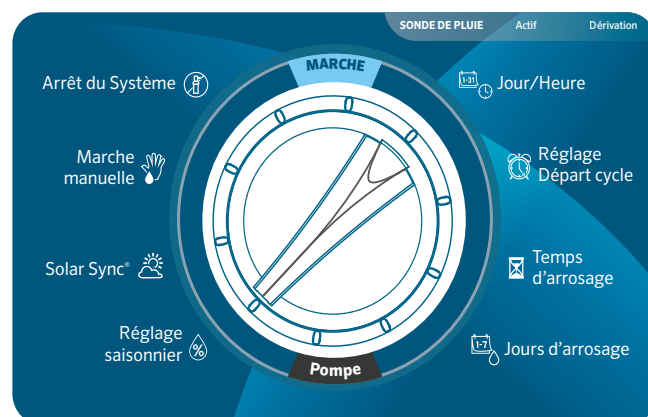 SONDE DE PLUIE Actif Dérivation
MARCHE
Arrêt du Système
1-31 Jour/Heure
Marche
manuelle
Réglage
Départ cycle
Solar Sync®
Temps
d'arrosage
Réglage
saisonnier %
1-7 Jours d'arrosage
Pompe